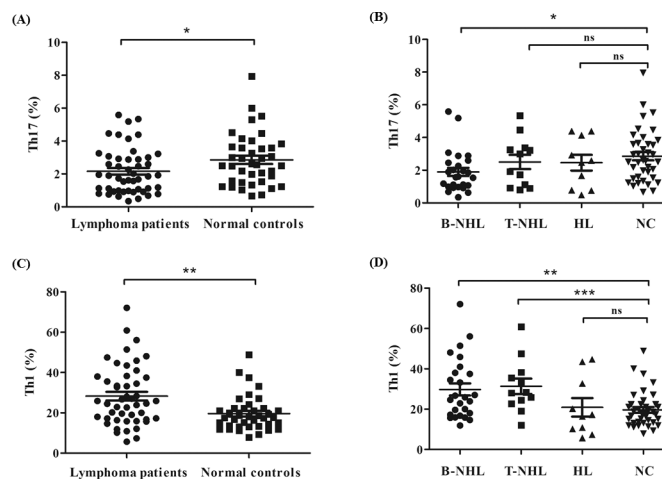 (A)
*
10
8
6
4
2
0
Th17 (%)
Lymphoma patients Normal controls
(B)
*
ns
ns
10
8
6
4
2
0
Th17 (%)
B-NHL T-NHL HL NC
(C)
**
80
60
40
20
0
Th1 (%)
Lymphoma patients Normal controls
(D)
**
***
ns
80
60
40
20
0
Th1 (%)
B-NHL T-NHL HL NC